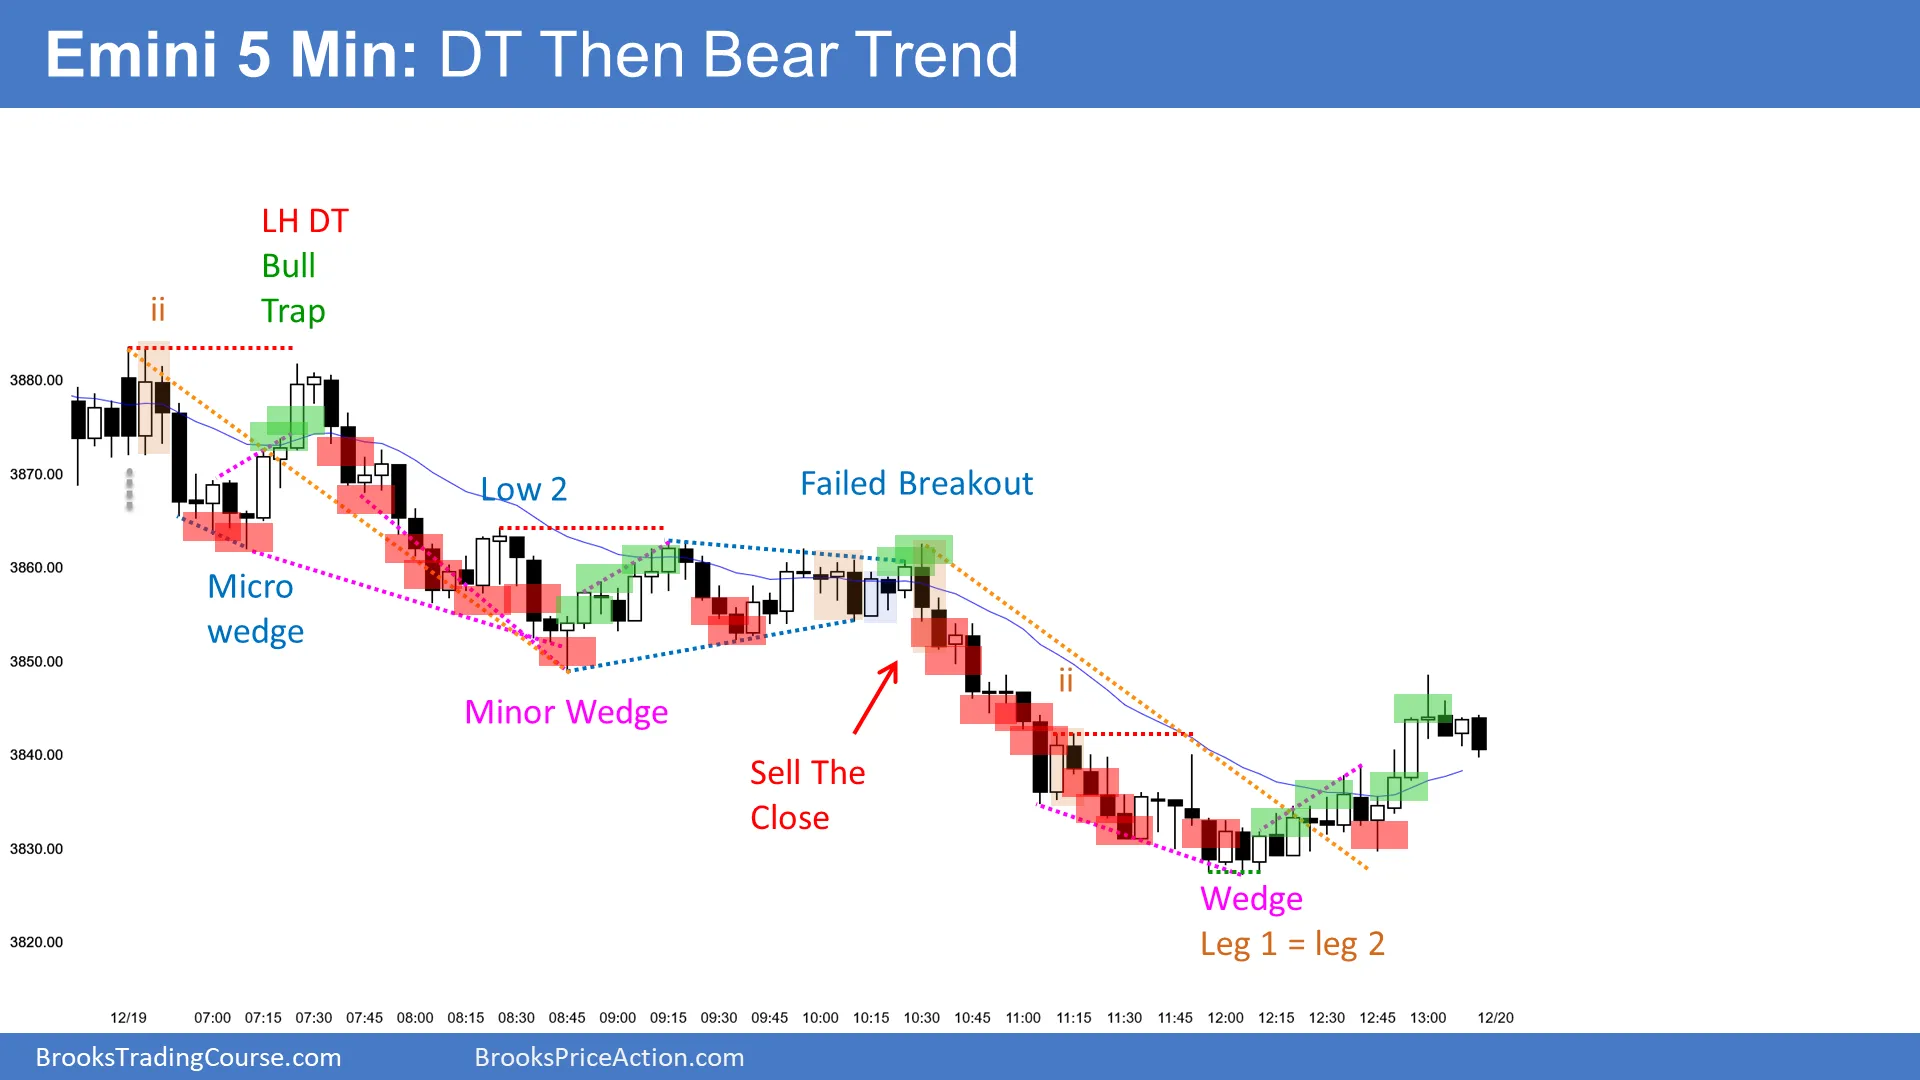 Emini 5 Min: DT Then Bear Trend
LH DT
Bull
Trap
ii
Low 2
Failed Breakout
Micro
wedge
Minor Wedge
Sell The
Close
ii
Wedge
Leg 1 = leg 2
3880.00
3870.00
3860.00
3850.00
3840.00
3830.00
3820.00
12/19 07:00 07:15 07:30 07:45 08:00 08:15 08:30 08:45 09:00 09:15 09:30 09:45 10:00 10:15 10:30 10:45 11:00 11:15 11:30 11:45 12:00 12:15 12:30 12:45 13:00 12/20
BrooksTradingCourse.com BrooksPriceAction.com